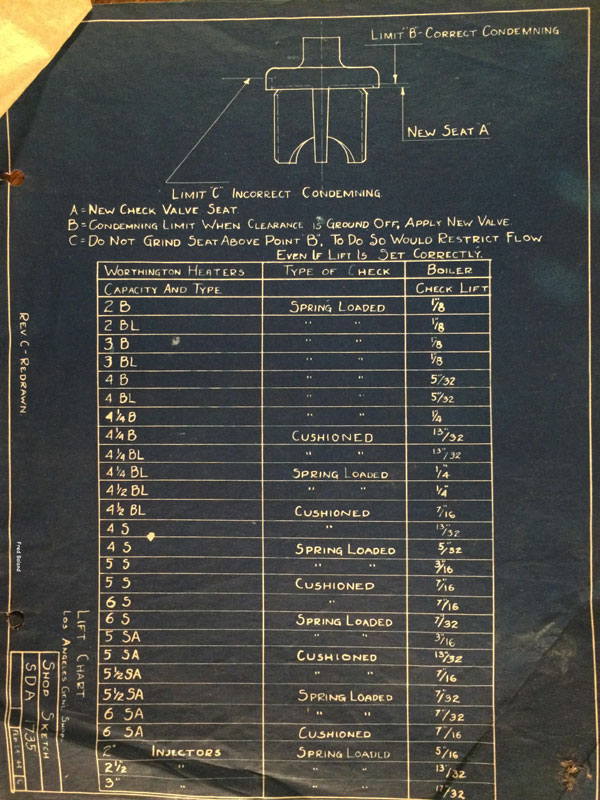 LIMIT "B"-CORRECT CONDEMNING
NEW SEAT "A"
LIMIT "C" INCORRECT CONDEMNING
A = NEW CHECK VALVE SEAT.
B = CONDEMNING LIMIT WHEN CLEARANCE IS GROUND OFF, APPLY NEW VALVE.
C = DO NOT GRIND SEAT ABOVE POINT "B", TO DO SO WOULD RESTRICT FLOW
EVEN IF LIFT IS SET CORRECTLY.
WORTHINGTON HEATERS TYPE OF CHECK BOILER
CAPACITY AND TYPE CHECK LIFT
2 B SPRING LOADED 1/8"
2 BL " " 1/8"
3 B " " 1/8"
3 BL " " 1/8"
4 B " " 5/32"
4 BL " " 5/32"
4 1/4 B " " 1/4"
4 1/4 B CUSHIONED 13/32"
4 1/4 BL " " 13/32"
4 1/4 BL SPRING LOADED 1/4"
4 1/2 BL " " 1/4"
4 1/2 BL CUSHIONED 7/16"
4 S " 13/32"
4 S SPRING LOADED 5/32"
5 S " " 3/16"
5 S CUSHIONED 7/16"
6 S " " 7/16"
6 S SPRING LOADED 7/32"
5 SA " " 3/16"
5 SA CUSHIONED 13/32"
5 1/2 SA " " 7/16"
5 1/2 SA SPRING LOADED 7/32"
6 SA " " 7/32"
6 SA CUSHIONED 7/16"
2" INJECTORS SPRING LOADED 5/16"
2 1/2" " " " 13/32"
3" " " " 17/32"
REV C - REDRAWN
Fred Boland
LIFT CHART
LOS ANGELES GENL SHOPS
SHOP SKETCH
SDA 1735